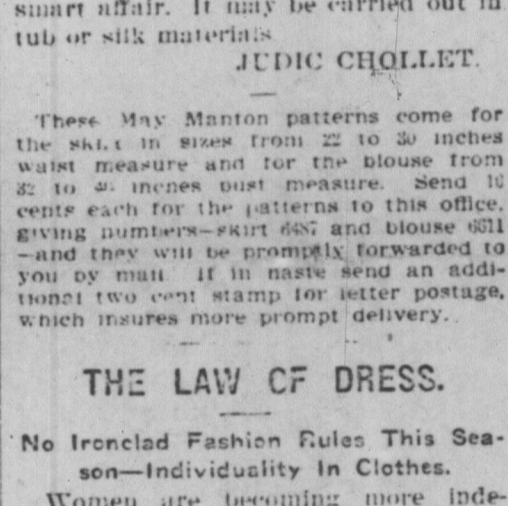 smart affair. It may be carried out in
tub or silk materials
JUDIC CHOLLET.
These May Manton patterns come for
the skirt in sizes from 22 to 30 inches
waist measure and for the blouse from
32 to inches bust measure. Send 10
cents each for the patterns to this office,
giving numbers—skirt 6487 and blouse 6511
—and they will be promptly forwarded to
you by mail. If in haste send an addi-
tional two cent stamp for letter postage,
which insures more prompt delivery.
THE LAW OF DRESS.
No Ironclad Fashion Rules This Sea-
son—Individuality In Clothes.
Women are becoming more inde-